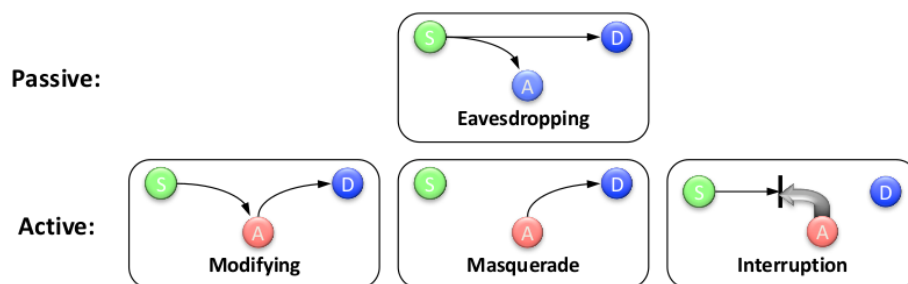 S D
Passive:
A
Eavesdropping
S D S D S D
Active:
A A A
Modifying Masquerade Interruption